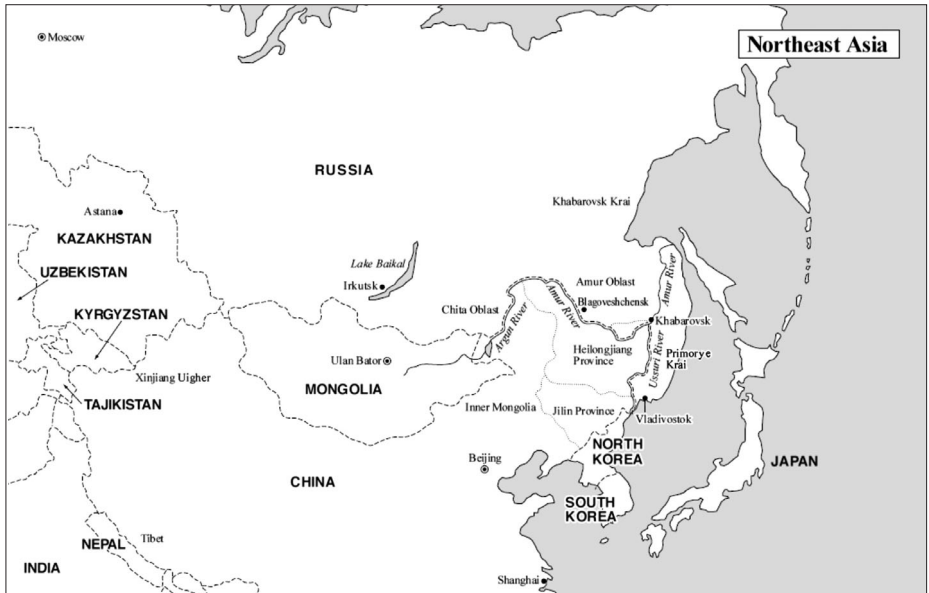 Moscow
Northeast Asia
RUSSIA
Khabarovsk Krai
Astana
KAZAKHSTAN
Lake Baikal
UZBEKISTAN
Irkutsk
Amur Oblast
Amur River
Blagoveshchensk
Amur River
Chita Oblast
Argun River
KYRGYZSTAN
Khabarovsk
Heilongjiang
Province
Ussuri River
Primorye
Krai
Ulan Bator
Xinjiang Uigher
MONGOLIA
TAJIKISTAN
Inner Mongolia
Jilin Province
Vladivostok
NORTH
KOREA
Beijing
JAPAN
CHINA
SOUTH
KOREA
Tibet
NEPAL
INDIA
Shanghai